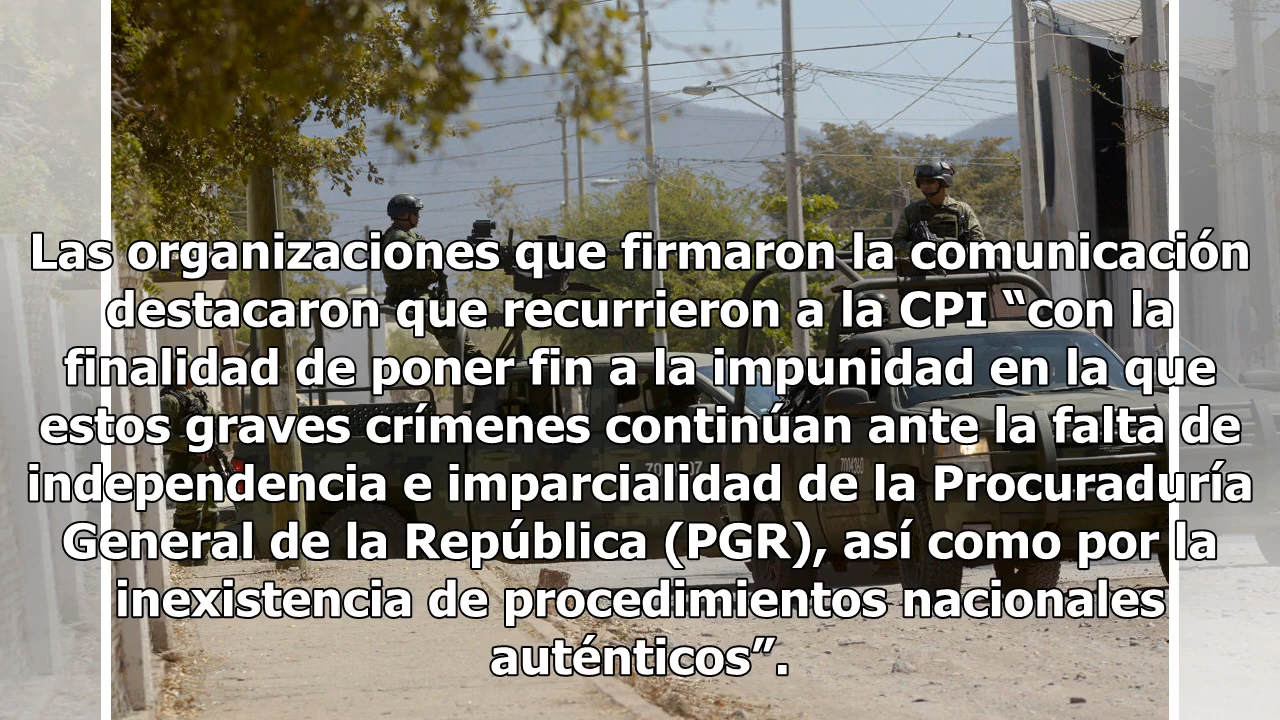 Las organizaciones que firmaron la comunicación
destacaron que recurrieron a la CPI “con la
finalidad de poner fin a la impunidad en la que
estos graves crímenes continúan ante la falta de
independencia e imparcialidad de la Procuraduría
General de la República (PGR), así como por la
inexistencia de procedimientos nacionales
auténticos”.